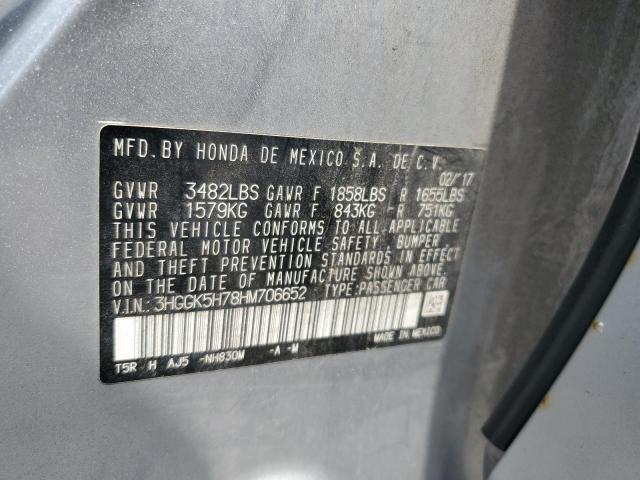 MFD. BY HONDA DE MEXICO S.A. DE C.V.
02/17
GVWR 3482LBS GAWR F 1858LBS R 1655LBS
GVWR 1579KG GAWR F 843KG -R 751KG
THIS VEHICLE CONFORMS TO ALL APPLICABLE
FEDERAL MOTOR VEHICLE SAFETY, BUMPER
AND THEFT PREVENTION STANDARDS IN EFFECT
ON THE DATE OF MANUFACTURE SHOWN ABOVE.
V.I.N.: 3HGGK5H78HM706652 TYPE:PASSENGER CAR
MADE IN MEXICO
T5R H AJ5 -NH830M -A -M